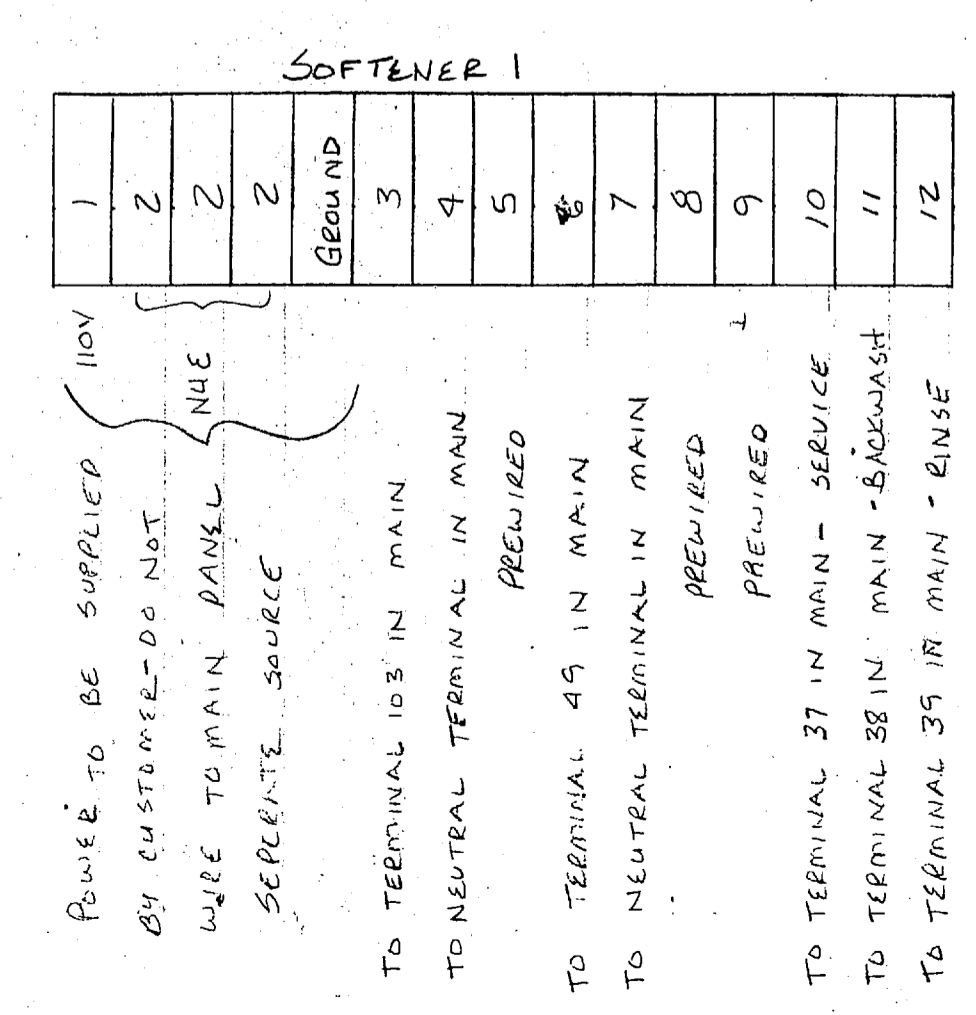 SOFTENER 1
1
2
2
2
GROUND
3
4
5
6
7
8
9
10
11
12
110V
POWER TO BE SUPPLIED
BY CUSTOMER-DO NOT
WIRE TO MAIN PANEL
SEPERATE SOURCE
TO TERMINAL 103 IN MAIN
TO NEUTRAL TERMINAL IN MAIN
PREWIRED
TO TERMINAL 49 IN MAIN
TO NEUTRAL TERMINAL IN MAIN
PREWIRED
PREWIRED
TO TERMINAL 37 IN MAIN - SERVICE
TO TERMINAL 38 IN MAIN - BACKWASH
TO TERMINAL 39 IN MAIN - RINSE